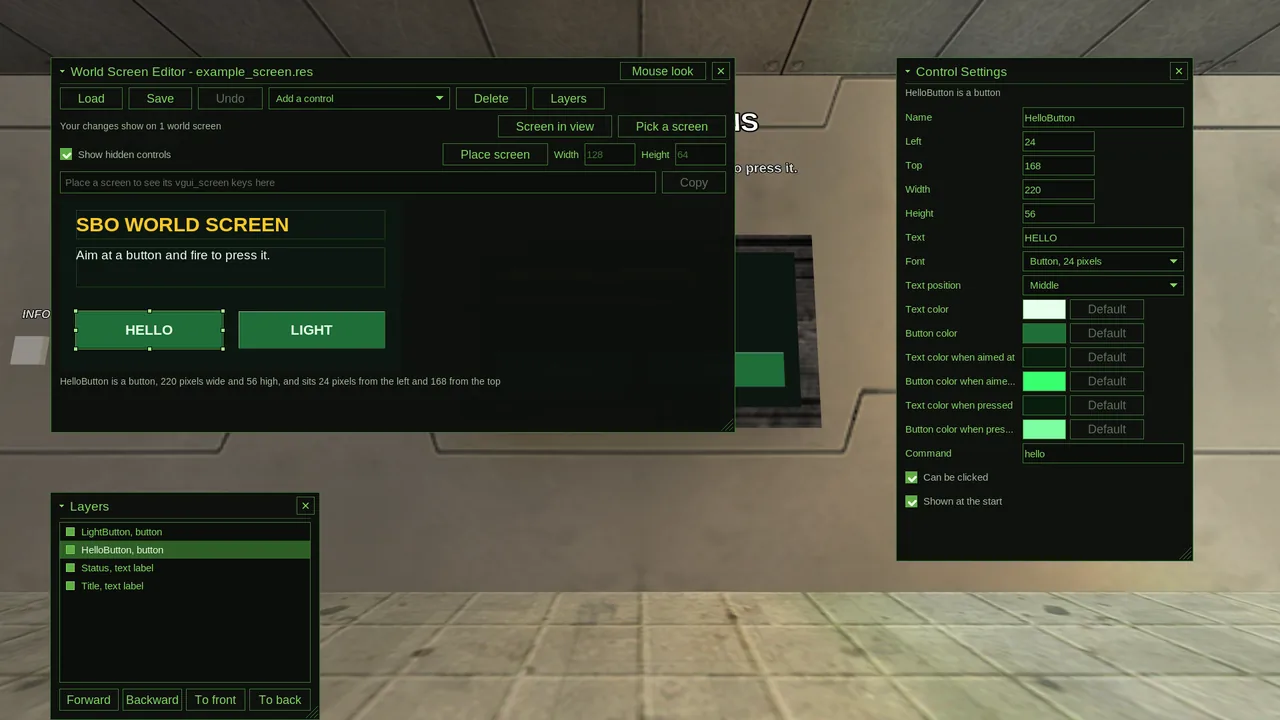 World Screen Editor - example_screen.res
Mouse look
Load
Save
Undo
Add a control
Delete
Layers
Your changes show on 1 world screen
Screen in view
Pick a screen
Show hidden controls
Place screen
Width
128
Height
64
Place a screen to see its vgui_screen keys here
Copy
SBO WORLD SCREEN
Aim at a button and fire to press it.
HELLO
LIGHT
HelloButton is a button, 220 pixels wide and 56 high, and sits 24 pixels from the left and 168 from the top
o press it.
INFO
Layers
LightButton, button
HelloButton, button
Status, text label
Title, text label
Forward
Backward
To front
To back
Control Settings
HelloButton is a button
Name
HelloButton
Left
24
Top
168
Width
220
Height
56
Text
HELLO
Font
Button, 24 pixels
Text position
Middle
Text color
Default
Button color
Default
Text color when aimed at
Default
Button color when aime...
Default
Text color when pressed
Default
Button color when pres...
Default
Command
hello
Can be clicked
Shown at the start